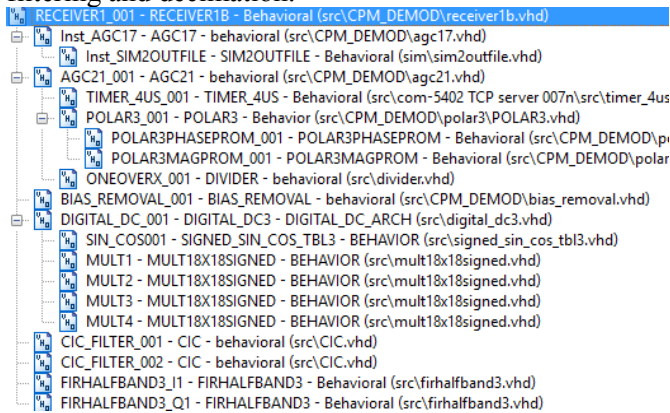 filtering and decimation.
RECEIVER1_001 - RECEIVER1B - Behavioral (src\CPM_DEMOD\receiver1b.vhd)
Inst_AGC17 - AGC17 - behavioral (src\CPM_DEMOD\agc17.vhd)
Inst_SIM2OUTFILE - SIM2OUTFILE - Behavioral (sim\sim2outfile.vhd)
AGC21_001 - AGC21 - behavioral (src\CPM_DEMOD\agc21.vhd)
TIMER_4US_001 - TIMER_4US - Behavioral (src\com-5402 TCP server 007n\src\timer_4us
POLAR3_001 - POLAR3 - Behavior (src\CPM_DEMOD\polar3\POLAR3.vhd)
POLAR3PHASEPROM_001 - POLAR3PHASEPROM - Behavioral (src\CPM_DEMOD\po
POLAR3MAGPROM_001 - POLAR3MAGPROM - Behavioral (src\CPM_DEMOD\polar
ONEOVERX_001 - DIVIDER - behavioral (src\divider.vhd)
BIAS_REMOVAL_001 - BIAS_REMOVAL - behavioral (src\CPM_DEMOD\bias_removal.vhd)
DIGITAL_DC_001 - DIGITAL_DC3 - DIGITAL_DC_ARCH (src\digital_dc3.vhd)
SIN_COS001 - SIGNED_SIN_COS_TBL3 - BEHAVIOR (src\signed_sin_cos_tbl3.vhd)
MULT1 - MULT18X18SIGNED - BEHAVIOR (src\mult18x18signed.vhd)
MULT2 - MULT18X18SIGNED - BEHAVIOR (src\mult18x18signed.vhd)
MULT3 - MULT18X18SIGNED - BEHAVIOR (src\mult18x18signed.vhd)
MULT4 - MULT18X18SIGNED - BEHAVIOR (src\mult18x18signed.vhd)
CIC_FILTER_001 - CIC - behavioral (src\CIC.vhd)
CIC_FILTER_002 - CIC - behavioral (src\CIC.vhd)
FIRHALFBAND3_I1 - FIRHALFBAND3 - Behavioral (src\firhalfband3.vhd)
FIRHALFBAND3_Q1 - FIRHALFBAND3 - Behavioral (src\firhalfband3.vhd)